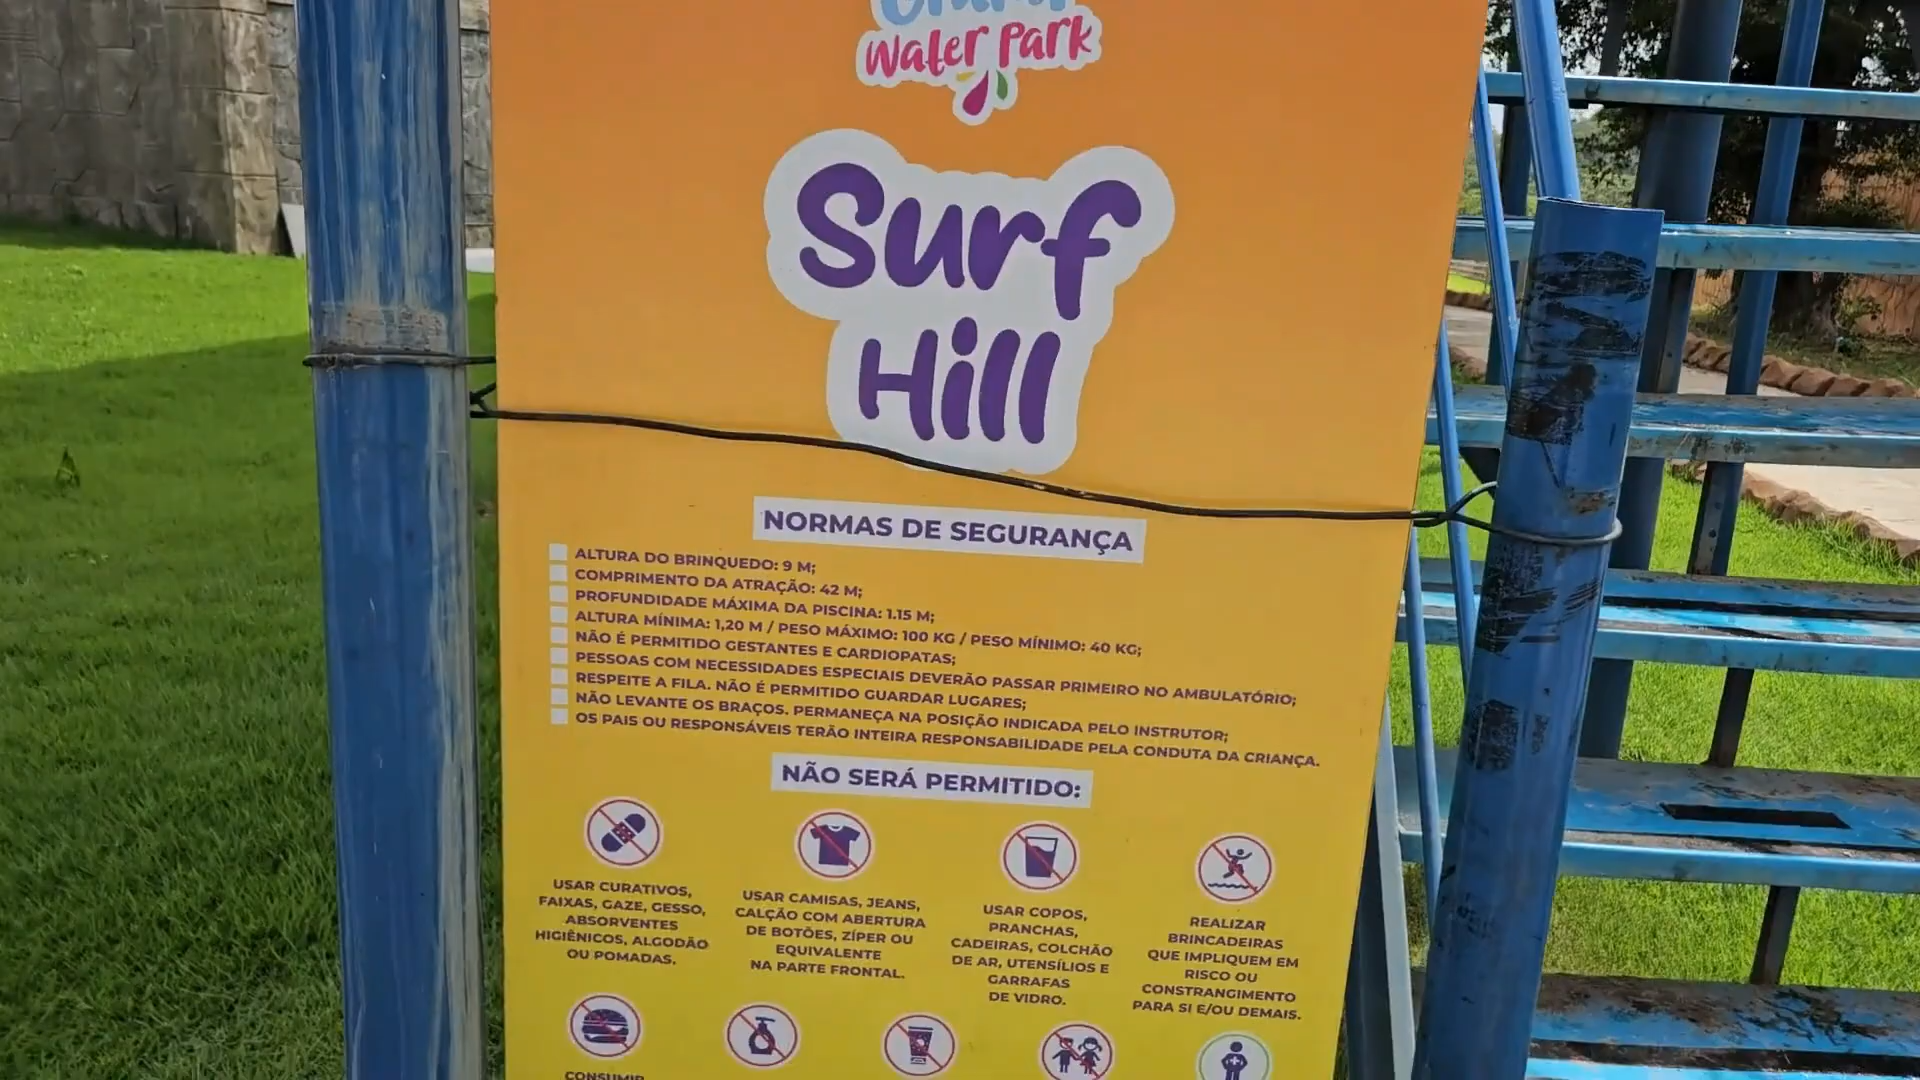 Water Park
Surf
Hill
NORMAS DE SEGURANÇA
ALTURA DO BRINQUEDO: 9 M;
COMPRIMENTO DA ATRAÇÃO: 42 M;
PROFUNDIDADE MÁXIMA DA PISCINA: 1.15 M;
ALTURA MÍNIMA: 1,20 M / PESO MÁXIMO: 100 KG / PESO MÍNIMO: 40 KG;
NÃO É PERMITIDO GESTANTES E CARDIOPATAS;
PESSOAS COM NECESSIDADES ESPECIAIS DEVERÃO PASSAR PRIMEIRO NO AMBULATÓRIO;
RESPEITE A FILA. NÃO É PERMITIDO GUARDAR LUGARES;
NÃO LEVANTE OS BRAÇOS. PERMANEÇA NA POSIÇÃO INDICADA PELO INSTRUTOR;
OS PAIS OU RESPONSÁVEIS TERÃO INTEIRA RESPONSABILIDADE PELA CONDUTA DA CRIANÇA.
NÃO SERÁ PERMITIDO:
USAR CURATIVOS,
FAIXAS, GAZE, GESSO,
ABSORVENTES
HIGIÊNICOS, ALGODÃO
OU POMADAS.
USAR CAMISAS, JEANS,
CALÇÃO COM ABERTURA
DE BOTÕES, ZÍPER OU
EQUIVALENTE
NA PARTE FRONTAL.
USAR COPOS,
PRANCHAS,
CADEIRAS, COLCHÃO
DE AR, UTENSÍLIOS E
GARRAFAS
DE VIDRO.
REALIZAR
BRINCADEIRAS
QUE IMPLIQUEM EM
RISCO OU
CONSTRANGIMENTO
PARA SI E/OU DEMAIS.
CONSUMIR